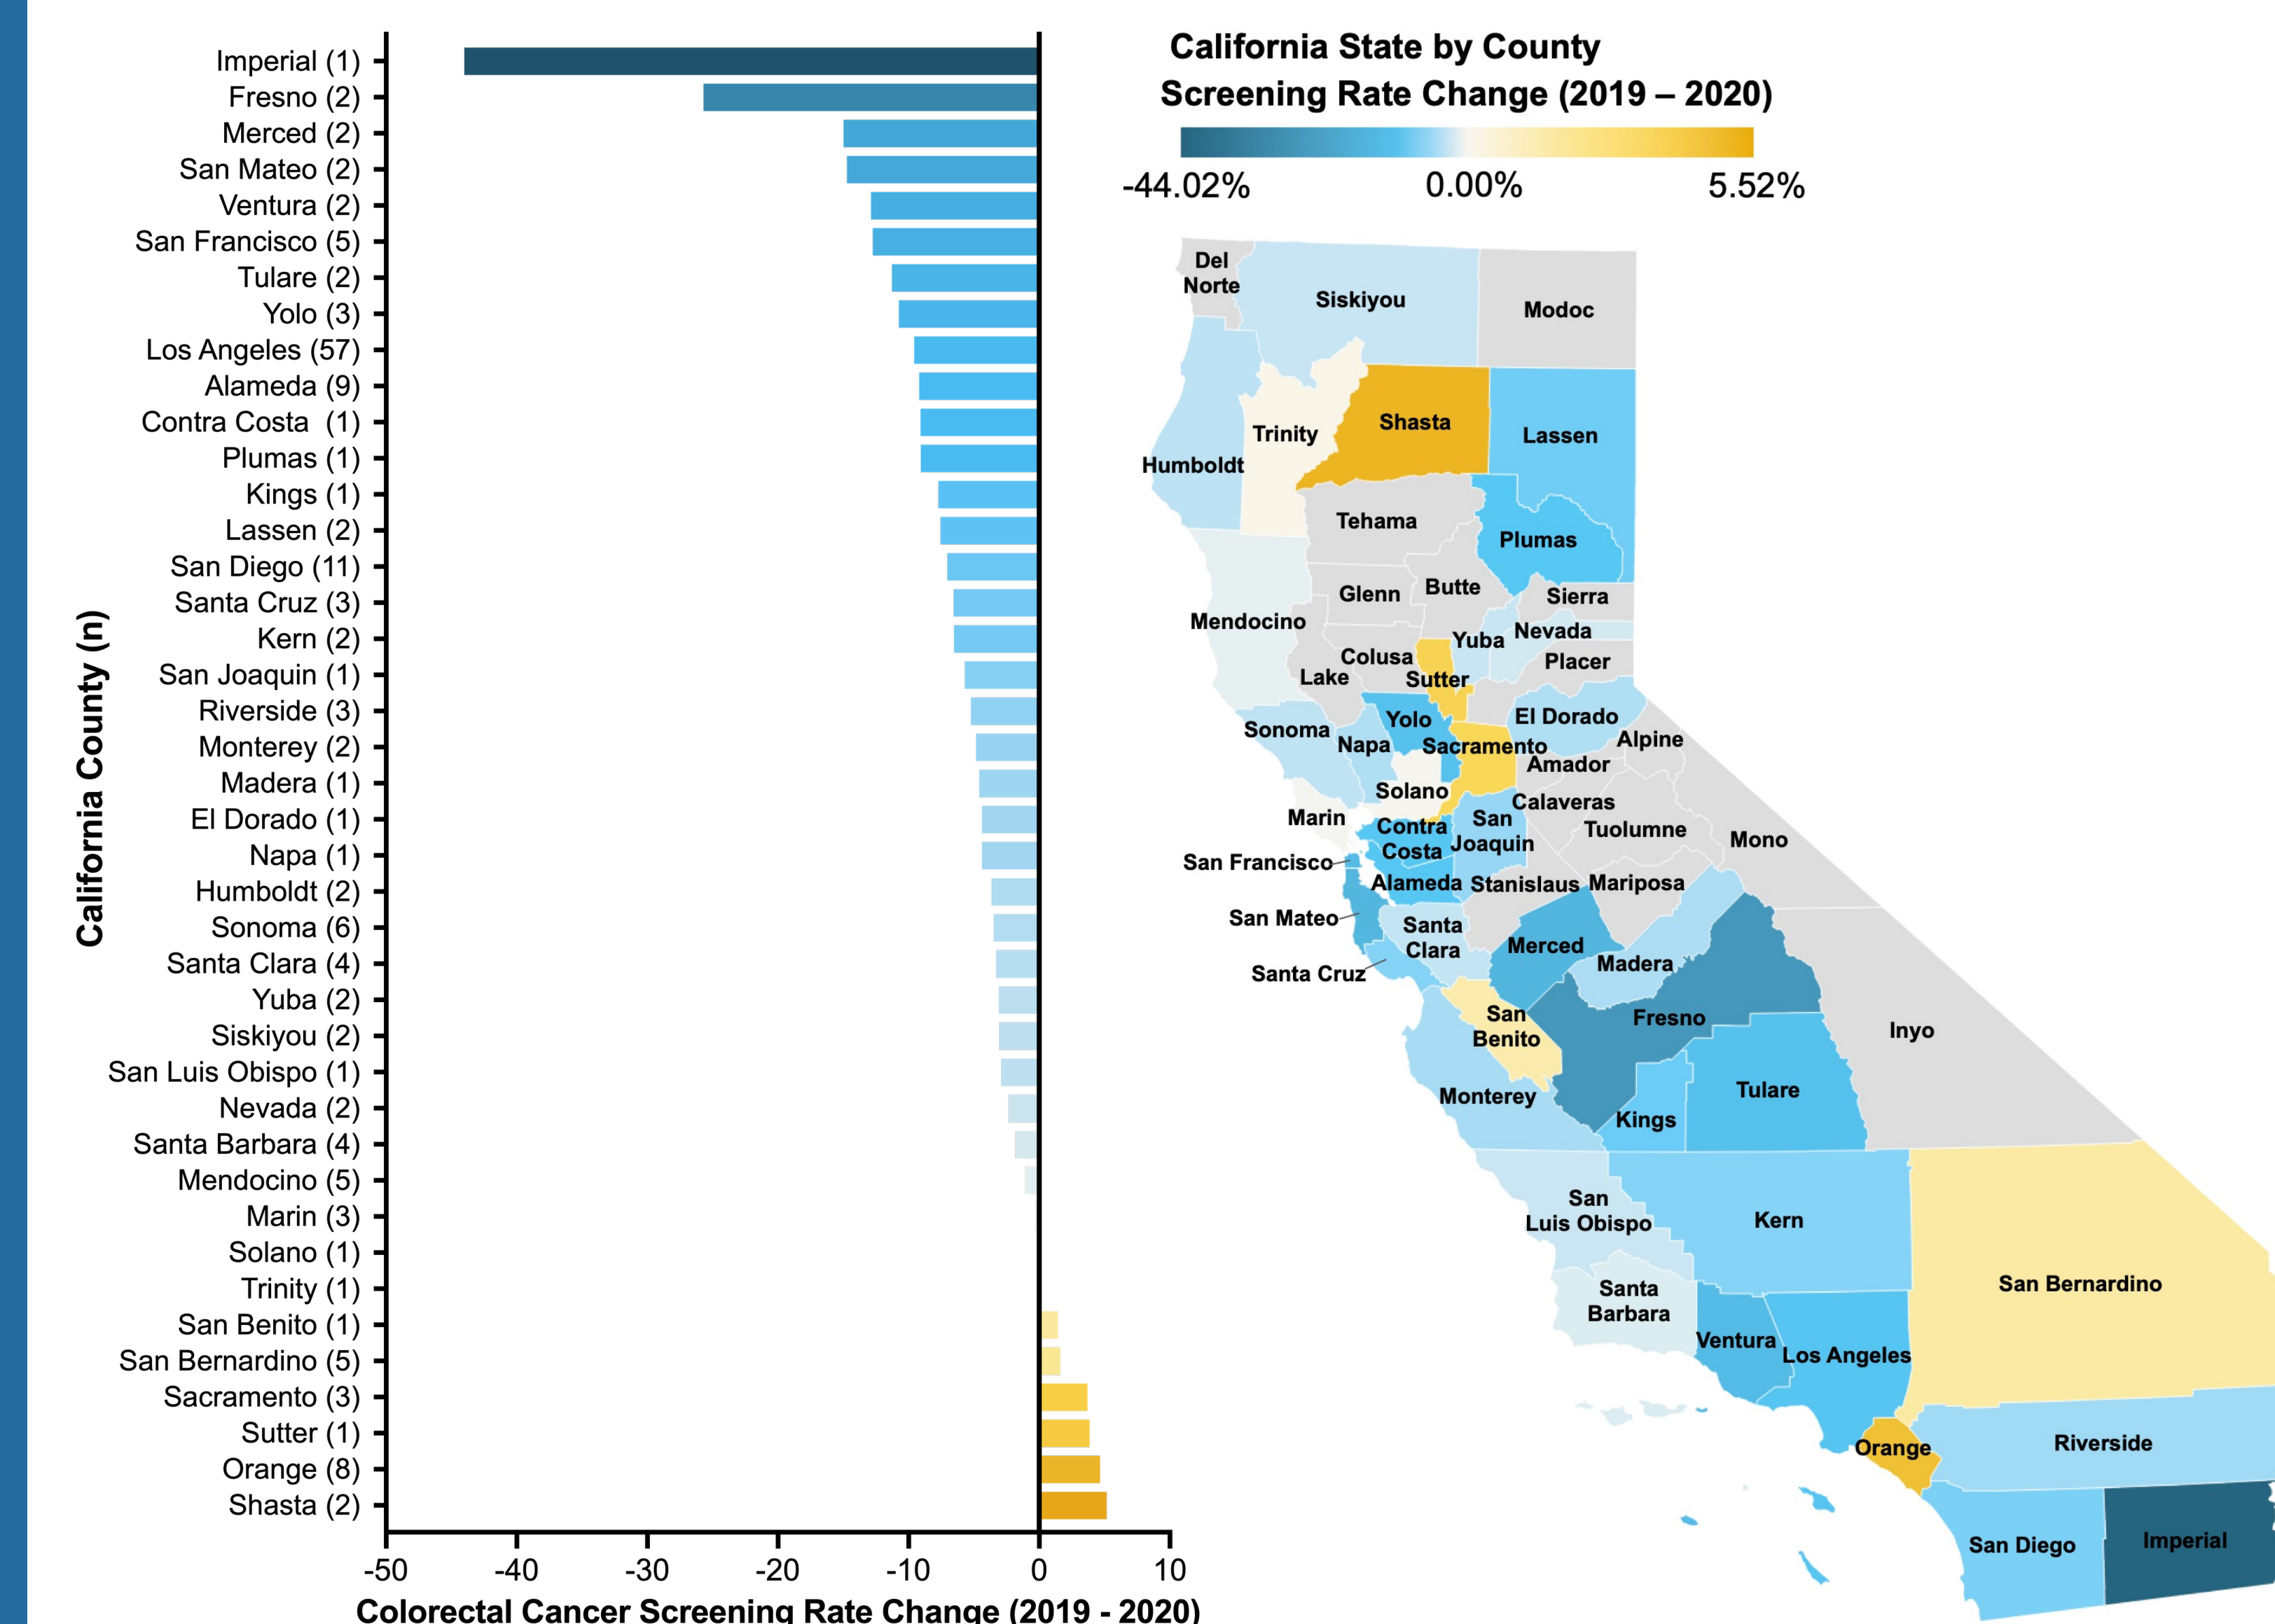 California County (n)
Imperial (1)
Fresno (2)
Merced (2)
San Mateo (2)
Ventura (2)
San Francisco (5)
Tulare (2)
Yolo (3)
Los Angeles (57)
Alameda (9)
Contra Costa (1)
Plumas (1)
Kings (1)
Lassen (2)
San Diego (11)
Santa Cruz (3)
Kern (2)
San Joaquin (1)
Riverside (3)
Monterey (2)
Madera (1)
El Dorado (1)
Napa (1)
Humboldt (2)
Sonoma (6)
Santa Clara (4)
Yuba (2)
Siskiyou (2)
San Luis Obispo (1)
Nevada (2)
Santa Barbara (4)
Mendocino (5)
Marin (3)
Solano (1)
Trinity (1)
San Benito (1)
San Bernardino (5)
Sacramento (3)
Sutter (1)
Orange (8)
Shasta (2)
-50 -40 -30 -20 -10 0 10
Colorectal Cancer Screening Rate Change (2019 - 2020)
California State by County
Screening Rate Change (2019 – 2020)
-44.02% 0.00% 5.52%
Del
Norte
Siskiyou
Modoc
Shasta
Trinity
Lassen
Humboldt
Tehama
Plumas
Glenn
Butte
Sierra
Mendocino
Yuba
Nevada
Colusa
Placer
Lake
Sutter
El Dorado
Yolo
Sonoma
Napa
Sacramento
Alpine
Amador
Solano
Calaveras
Marin
Contra
Costa
San
Joaquin
Tuolumne
Mono
San Francisco
Alameda
Stanislaus
Mariposa
San Mateo
Santa
Clara
Merced
Madera
Santa Cruz
San
Benito
Fresno
Inyo
Monterey
Kings
Tulare
San
Luis Obispo
Kern
Santa
Barbara
San Bernardino
Ventura
Los Angeles
Orange
Riverside
San Diego
Imperial